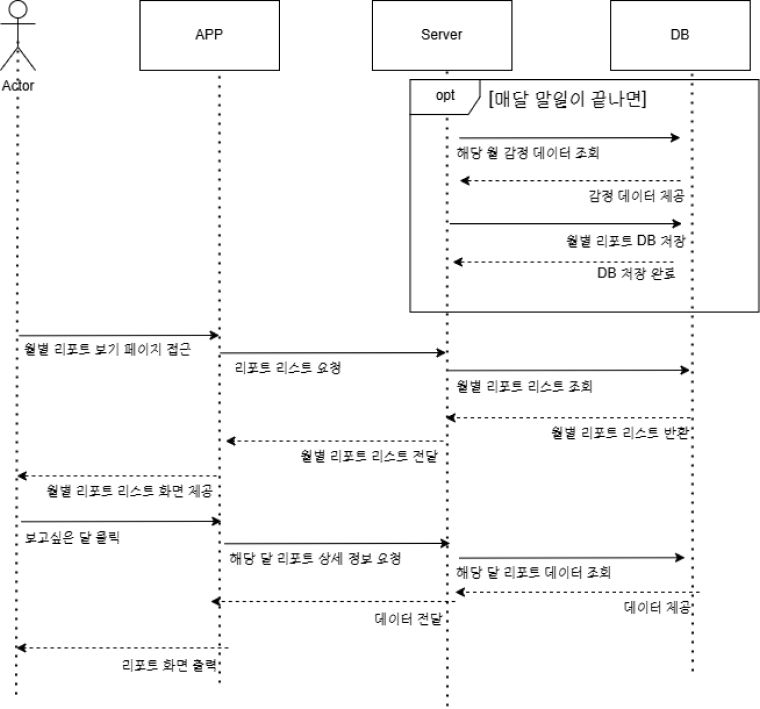 APP
Server
DB
Actor
opt
[매달 말일이 끝나면]
해당 월 감정 데이터 조회
감정 데이터 제공
월별 리포트 DB 저장
DB 저장 완료
월별 리포트 보기 페이지 접근
리포트 리스트 요청
월별 리포트 리스트 조회
월별 리포트 리스트 반환
월별 리포트 리스트 전달
월별 리포트 리스트 화면 제공
보고싶은 달 클릭
해당 달 리포트 상세 정보 요청
해당 달 리포트 데이터 조회
데이터 제공
데이터 전달
리포트 화면 출력